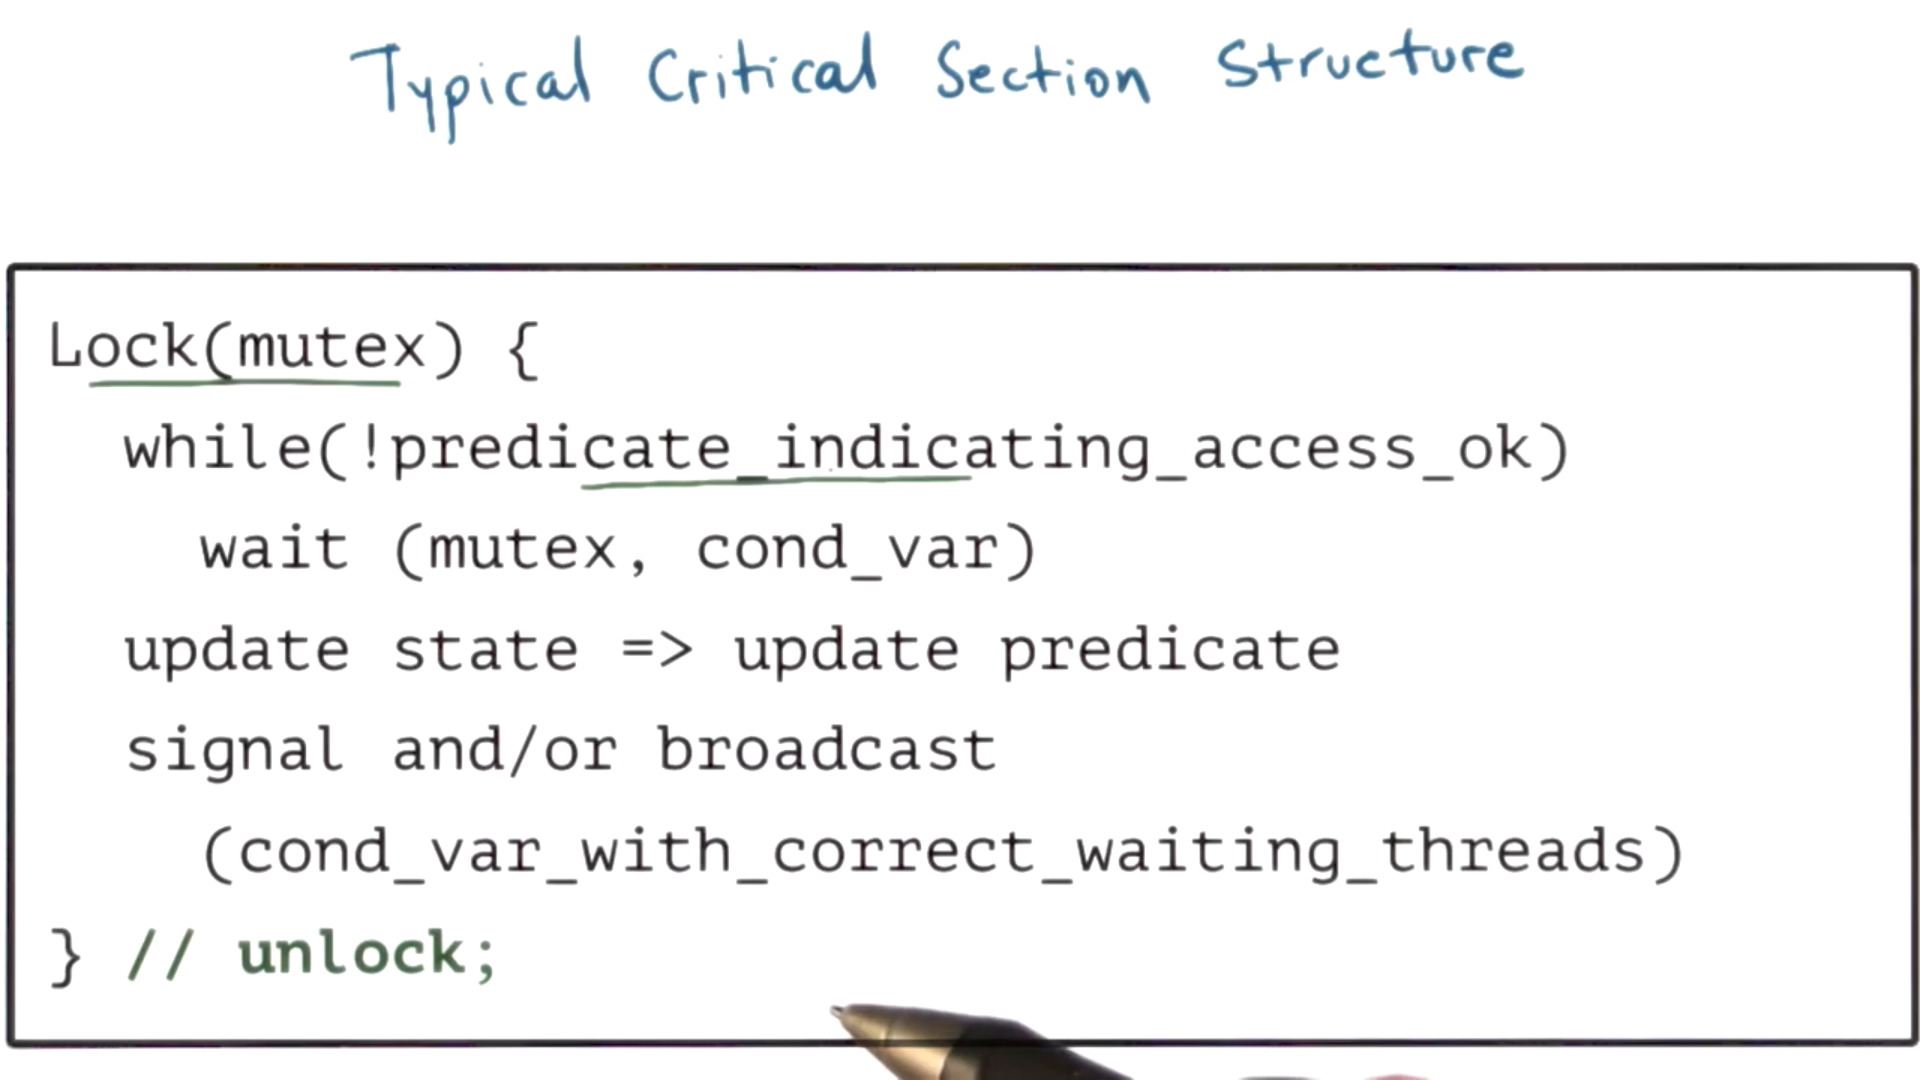 Typical Critical Section Structure
Lock(mutex) {
while(!predicate_indicating_access_ok)
wait (mutex, cond_var)
update state => update predicate
signal and/or broadcast
(cond_var_with_correct_waiting_threads)
} // unlock;